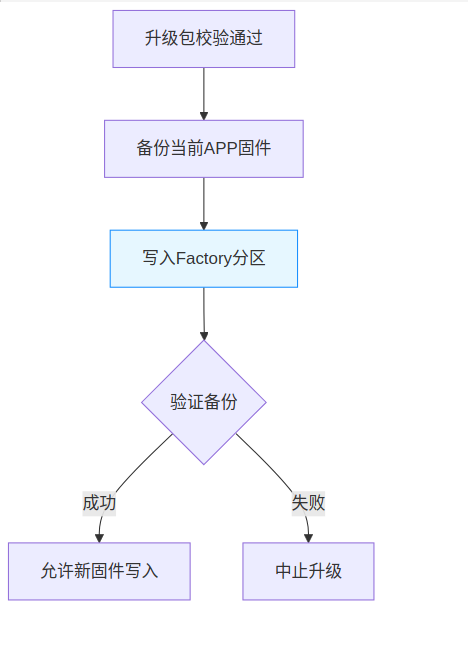 升级包校验通过
备份当前APP固件
写入Factory分区
验证备份
成功
失败
允许新固件写入
中止升级